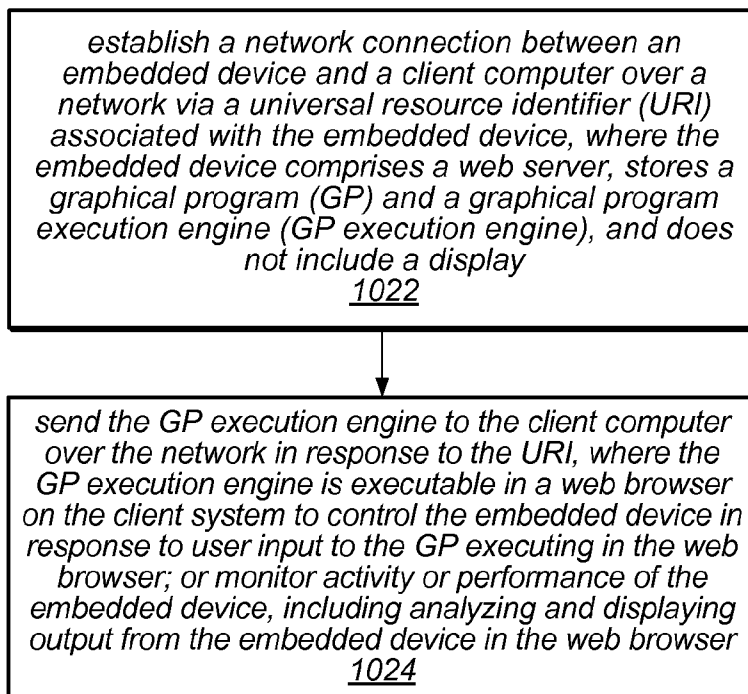 establish a network connection between an
embedded device and a client computer over a
network via a universal resource identifier (URI)
associated with the embedded device, where the
embedded device comprises a web server, stores a
graphical program (GP) and a graphical program
execution engine (GP execution engine), and does
not include a display
1022
send the GP execution engine to the client computer
over the network in response to the URI, where the
GP execution engine is executable in a web browser
on the client system to control the embedded device in
response to user input to the GP executing in the web
browser; or monitor activity or performance of the
embedded device, including analyzing and displaying
output from the embedded device in the web browser
1024